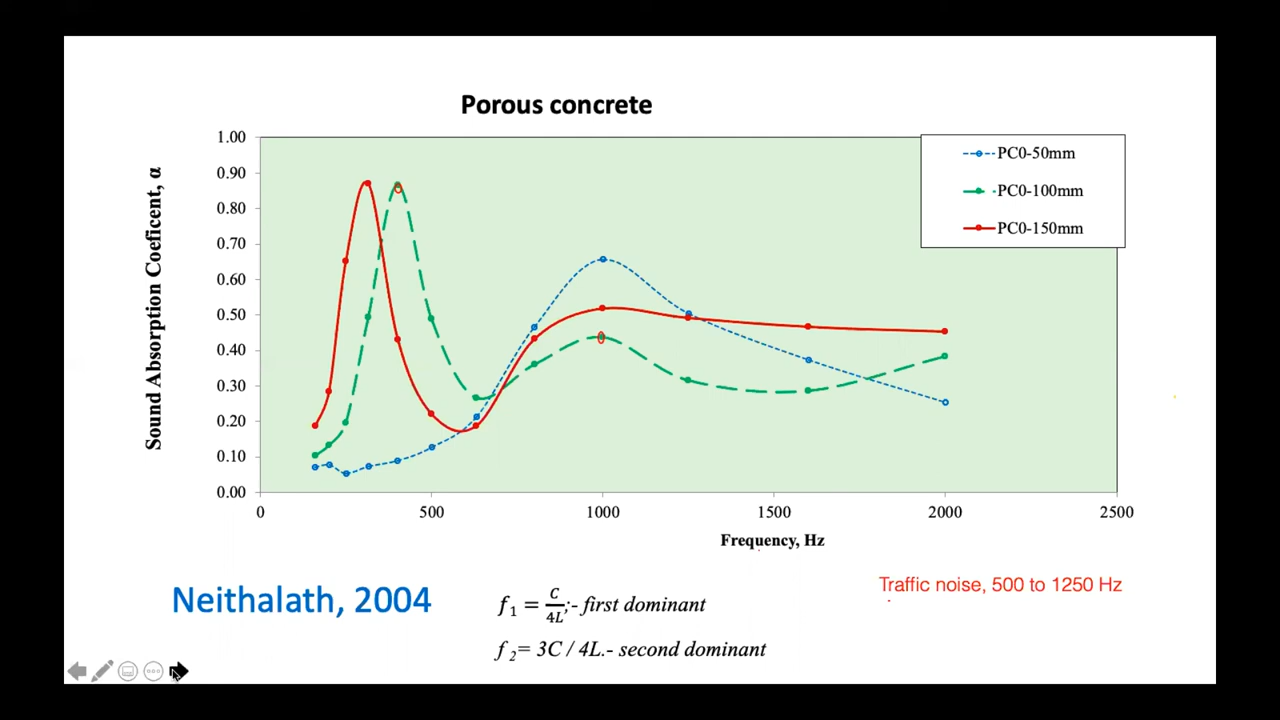 Porous concrete
1.00
0.90
0.80
0.70
0.60
0.50
0.40
0.30
0.20
0.10
0.00
Sound Absorption Coeficent, α
PC0-50mm
PC0-100mm
PC0-150mm
0 500 1000 1500 2000 2500
Frequency, Hz
Neithalath, 2004
f₁ = C/4L;- first dominant
f₂= 3C / 4L.- second dominant
Traffic noise, 500 to 1250 Hz